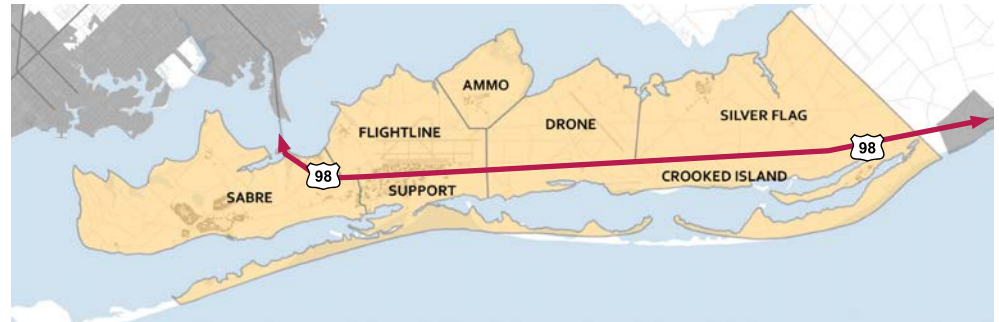 AMMO
SILVER FLAG
DRONE
FLIGHTLINE
98
98
CROOKED ISLAND
SUPPORT
SABRE